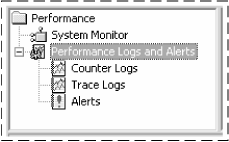 Performance
System Monitor
Performance Logs and Alerts
Counter Logs
Trace Logs
Alerts